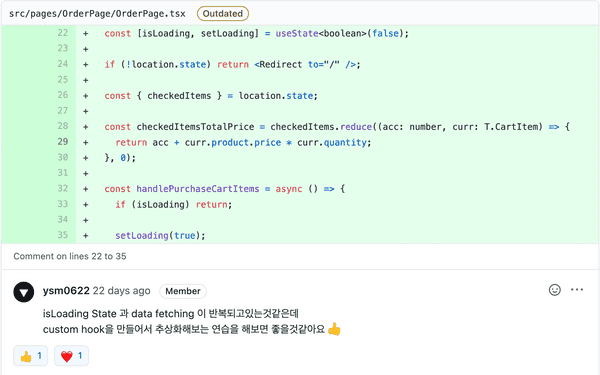 src/pages/OrderPage/OrderPage.tsx Outdated
22 + const [isLoading, setLoading] = useState<boolean>(false);
23 +
24 + if (!location.state) return <Redirect to="/" />;
25 +
26 + const { checkedItems } = location.state;
27 +
28 + const checkedItemsTotalPrice = checkedItems.reduce((acc: number, curr: T.CartItem) => {
29 + return acc + curr.product.price * curr.quantity;
30 + }, 0);
31 +
32 + const handlePurchaseCartItems = async () => {
33 + if (isLoading) return;
34 +
35 + setLoading(true);
Comment on lines 22 to 35
ysm0622 22 days ago Member
isLoading State 과 data fetching 이 반복되고있는것같은데
custom hook을 만들어서 추상화해보는 연습을 해보면 좋을것같아요 👍
👍 1 ❤️ 1